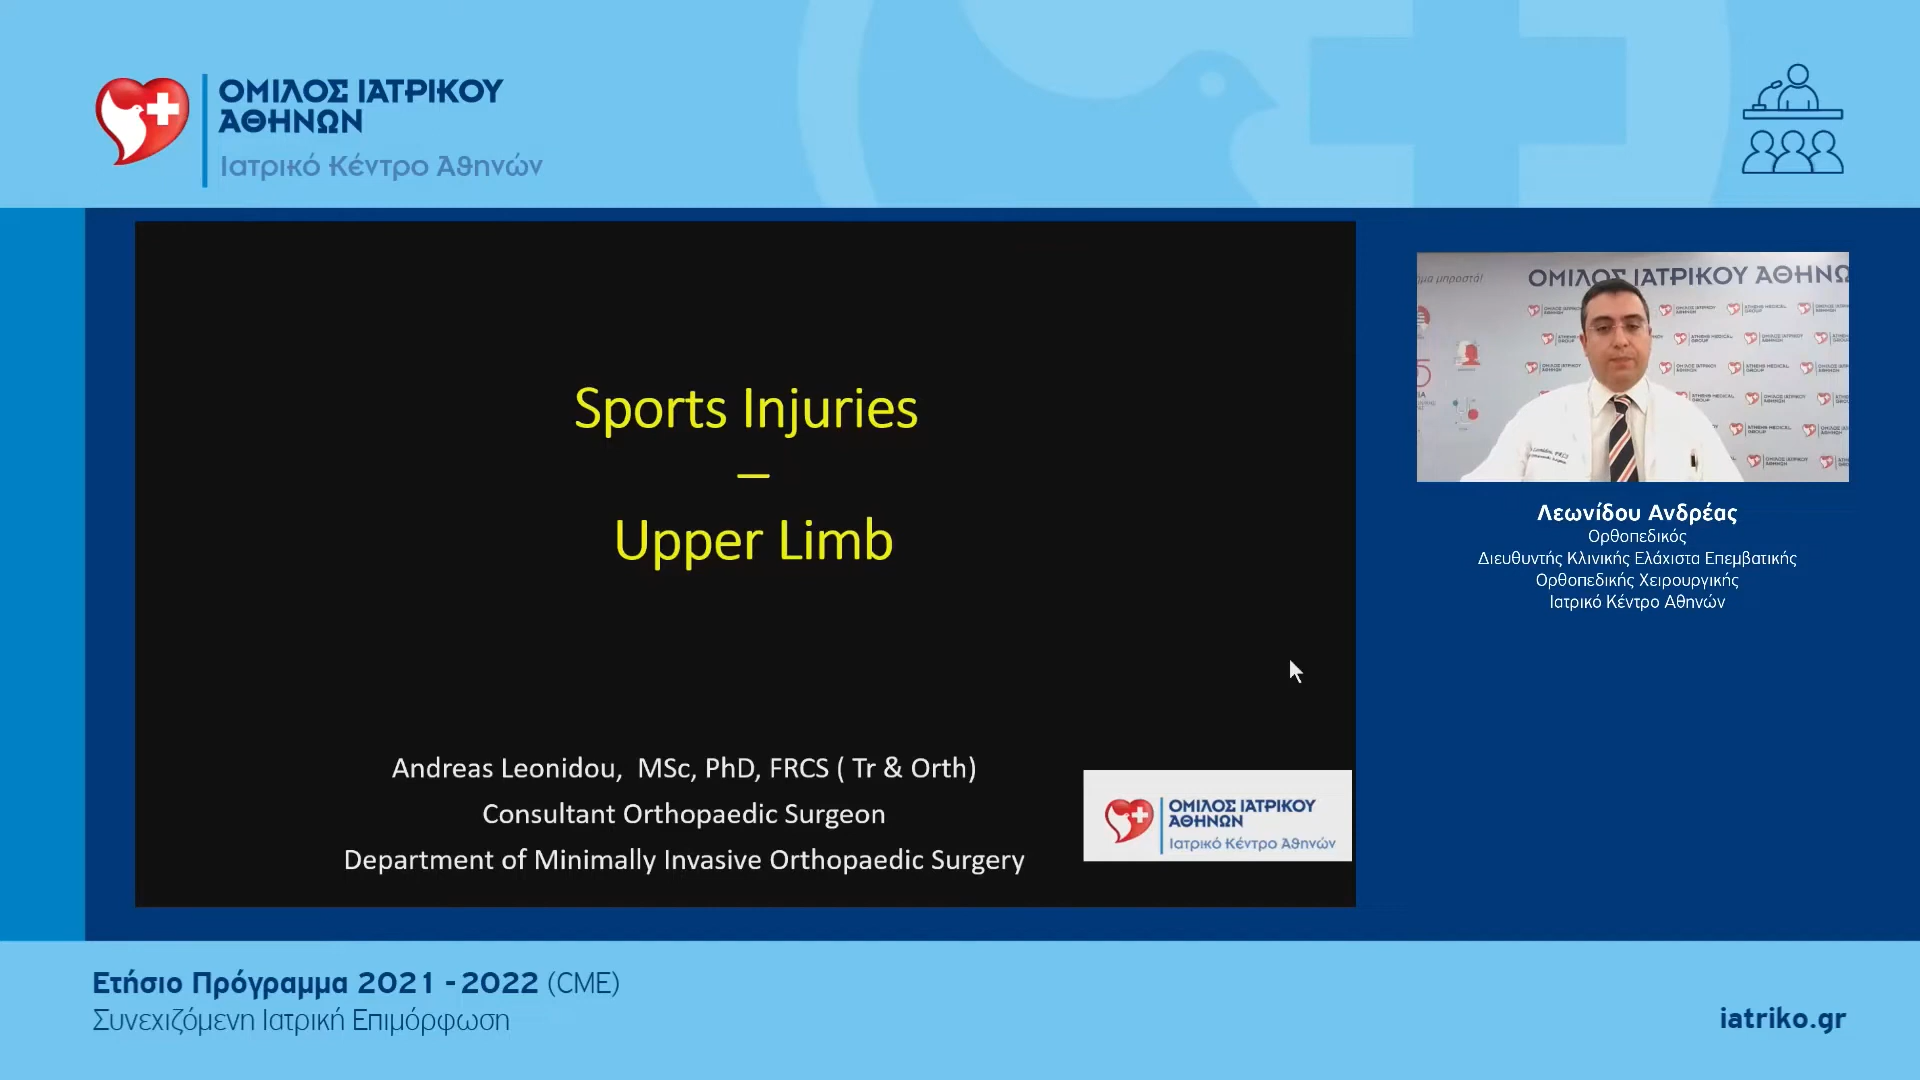 ΟΜΙΛΟΣ ΙΑΤΡΙΚΟΥ
ΑΘΗΝΩΝ
Ιατρικό Κέντρο Αθηνών
Sports Injuries
–
Upper Limb
Andreas Leonidou, MSc, PhD, FRCS ( Tr & Orth)
Consultant Orthopaedic Surgeon
Department of Minimally Invasive Orthopaedic Surgery
ΟΜΙΛΟΣ ΙΑΤΡΙΚΟΥ
ΑΘΗΝΩΝ
Ιατρικό Κέντρο Αθηνών
μπροστά!
ΟΜΙΛΟΣ ΙΑΤΡΙΚΟΥ ΑΘΗΝΩ
Λεωνίδου Ανδρέας
Ορθοπεδικός
Διευθυντής Κλινικής Ελάχιστα Επεμβατικής
Ορθοπεδικής Χειρουργικής
Ιατρικό Κέντρο Αθηνών
Ετήσιο Πρόγραμμα 2021 - 2022 (CME)
Συνεχιζόμενη Ιατρική Επιμόρφωση
iatriko.gr